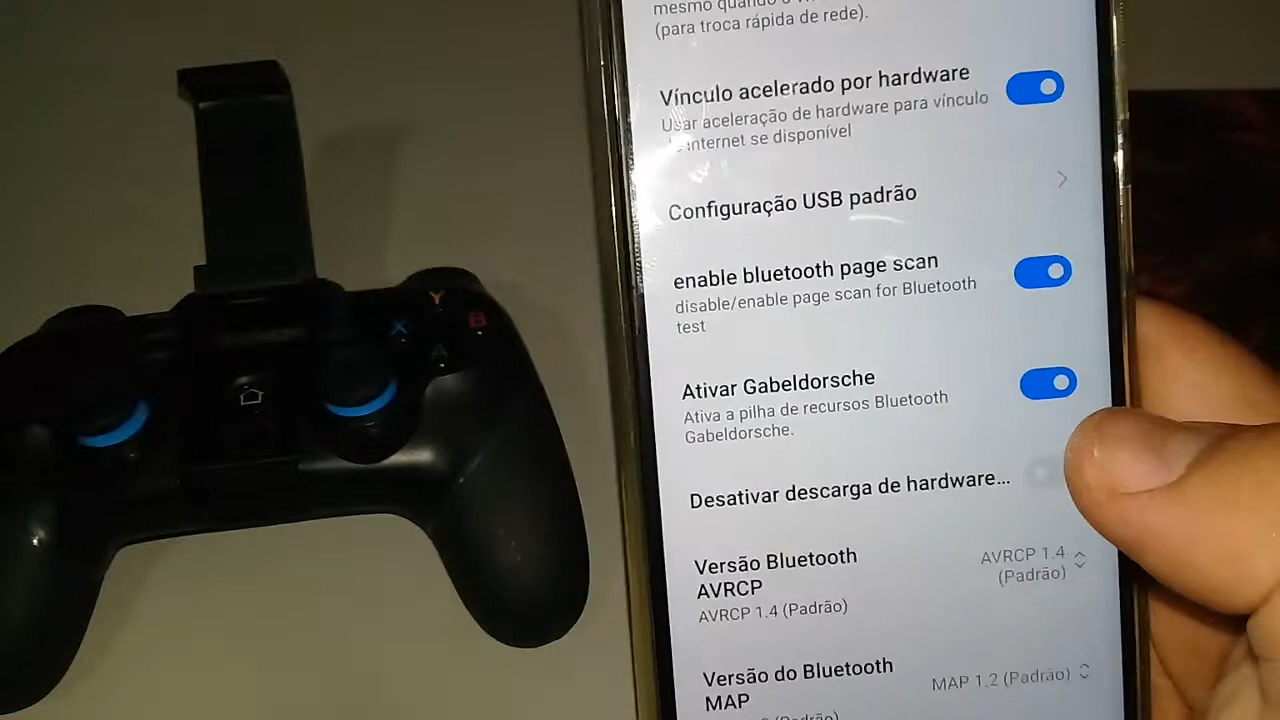 mesmo quando o
(para troca rápida de rede).
Vínculo acelerado por hardware
Usar aceleração de hardware para vínculo
internet se disponível
Configuração USB padrão
enable bluetooth page scan
disable/enable page scan for Bluetooth
test
Ativar Gabeldorsche
Ativa a pilha de recursos Bluetooth
Gabeldorsche.
Desativar descarga de hardware...
Versão Bluetooth
AVRCP
AVRCP 1.4 (Padrão)
AVRCP 1.4
(Padrão)
Versão do Bluetooth
MAP
MAP 1.2 (Padrão)
Y
X
B
A